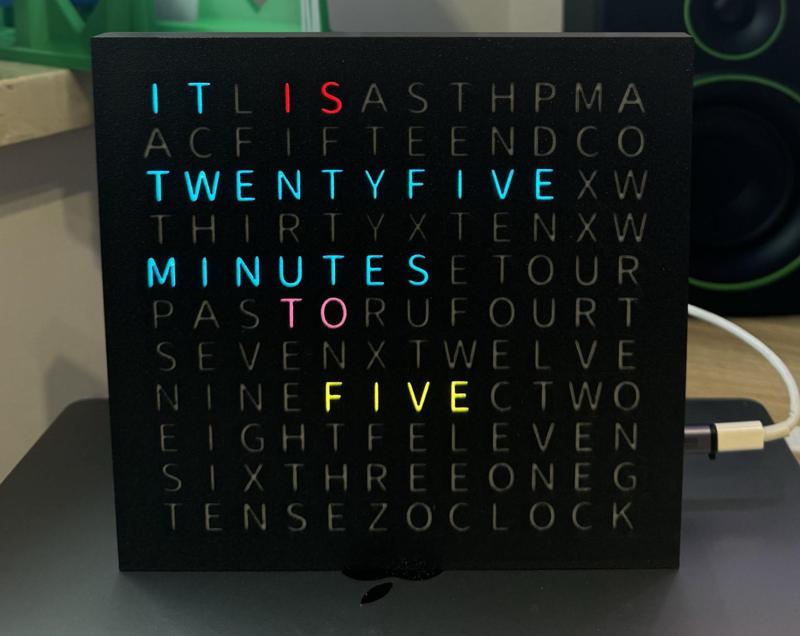 ITLISASTHPMA
ACFIFTEENDCO
TWENTYFIVEXW
THIRTYXTENXW
MINUTESETOUR
PASTORUFOURT
SEVENXTWELVE
NINEFIVECTWO
EIGHTFELEVEN
SIXTHREEONEG
TENSEZOCLOCK